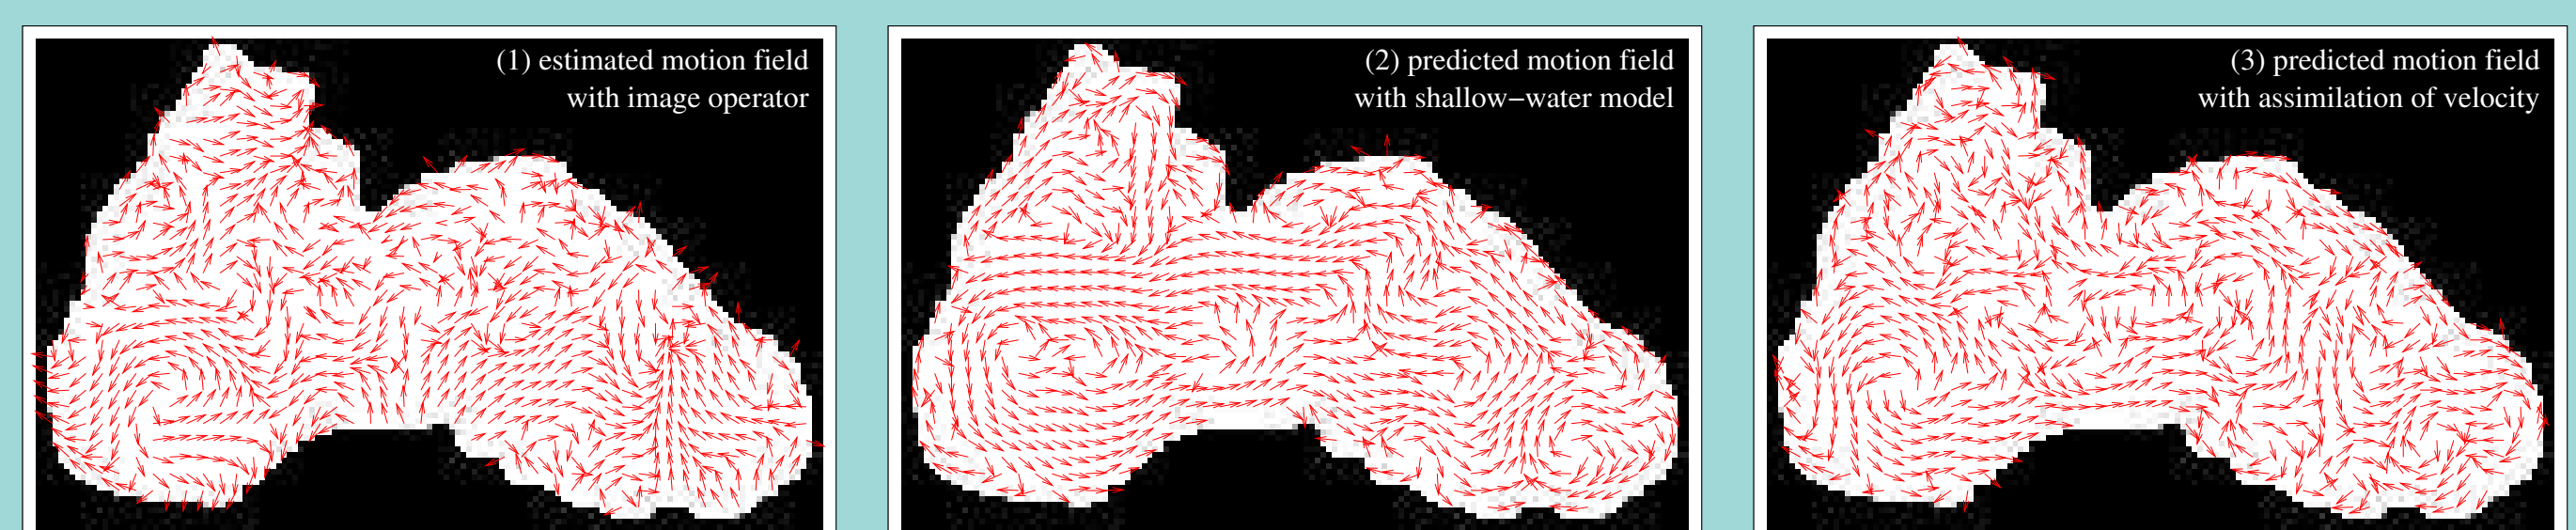 (1) estimated motion field
with image operator
(2) predicted motion field
with shallow−water model
(3) predicted motion field
with assimilation of velocity